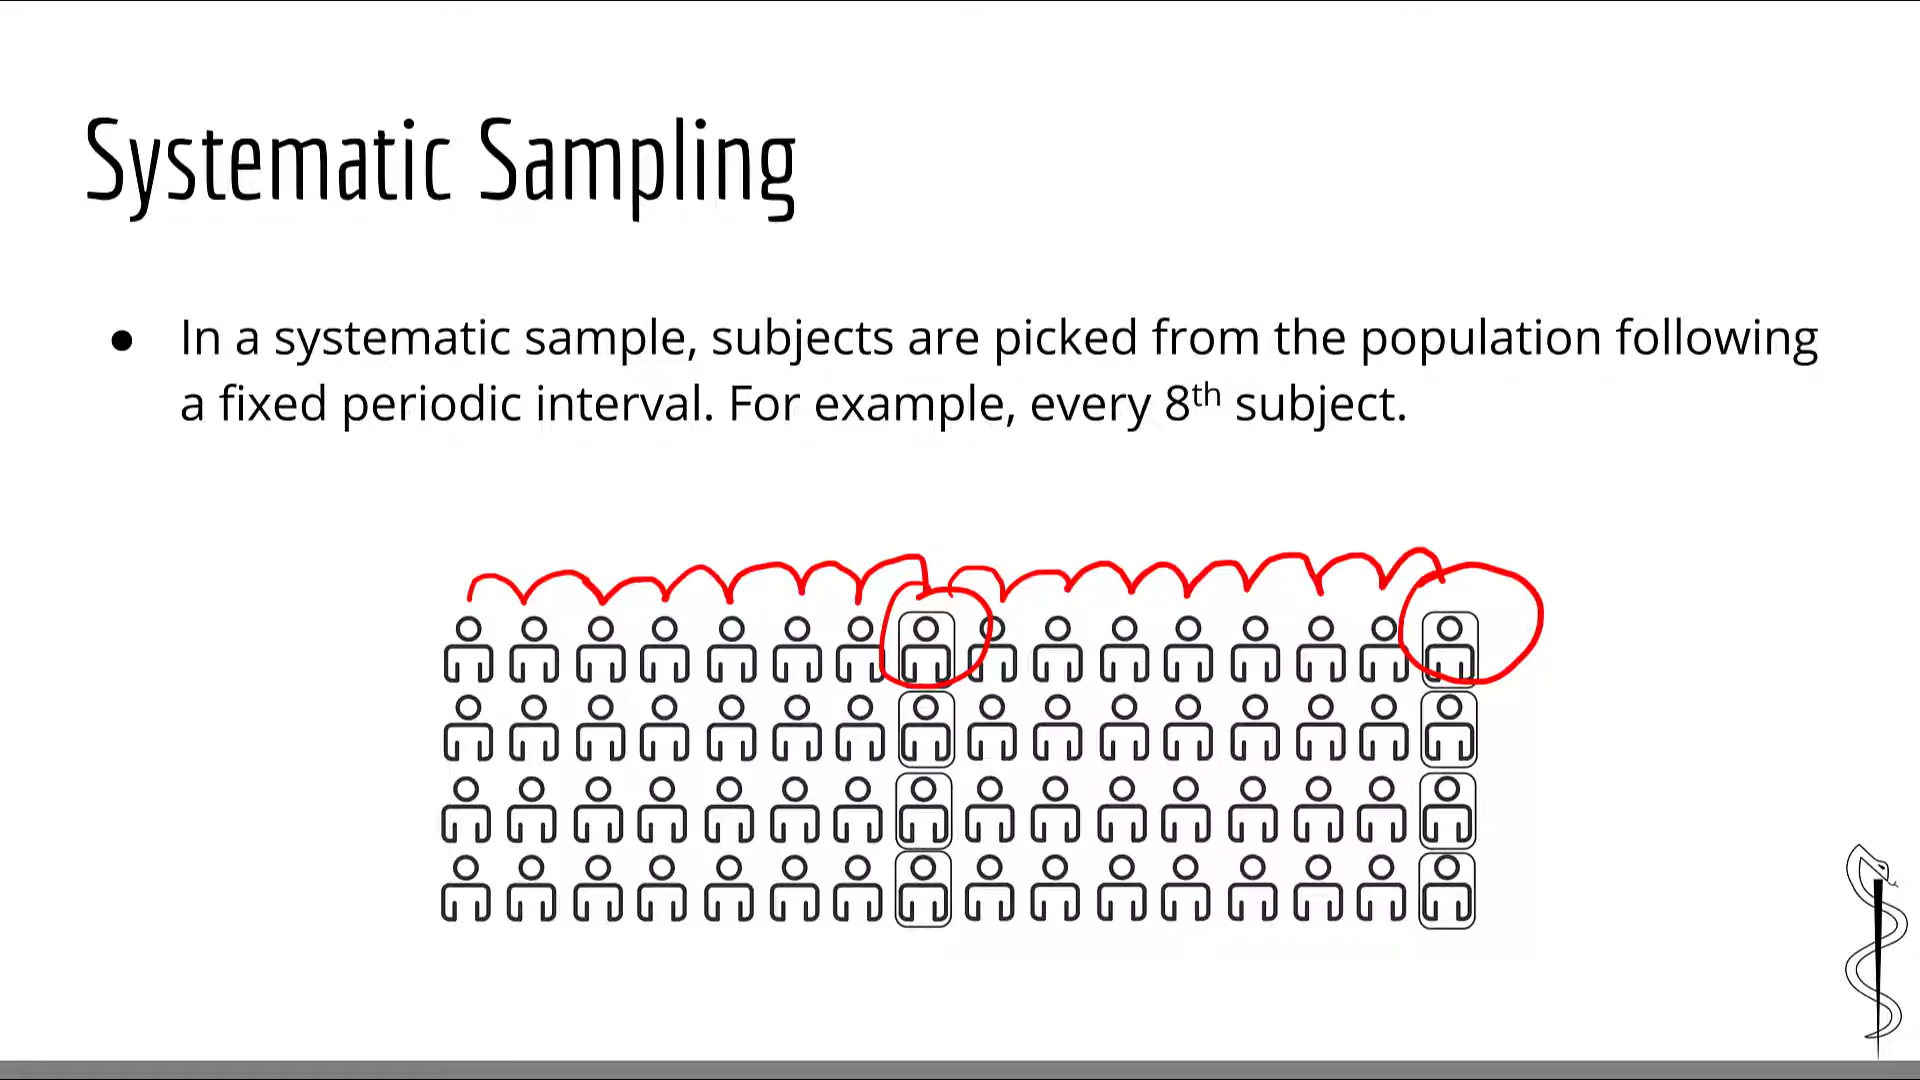 Systematic Sampling
● In a systematic sample, subjects are picked from the population following
a fixed periodic interval. For example, every 8th subject.